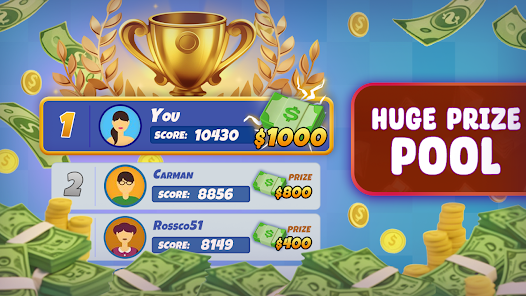 1
You
SCORE: 10430
$1000
2
Carman
SCORE: 8856
PRIZE
$800
Rossco51
SCORE: 8149
PRIZE
$400
HUGE PRIZE
POOL